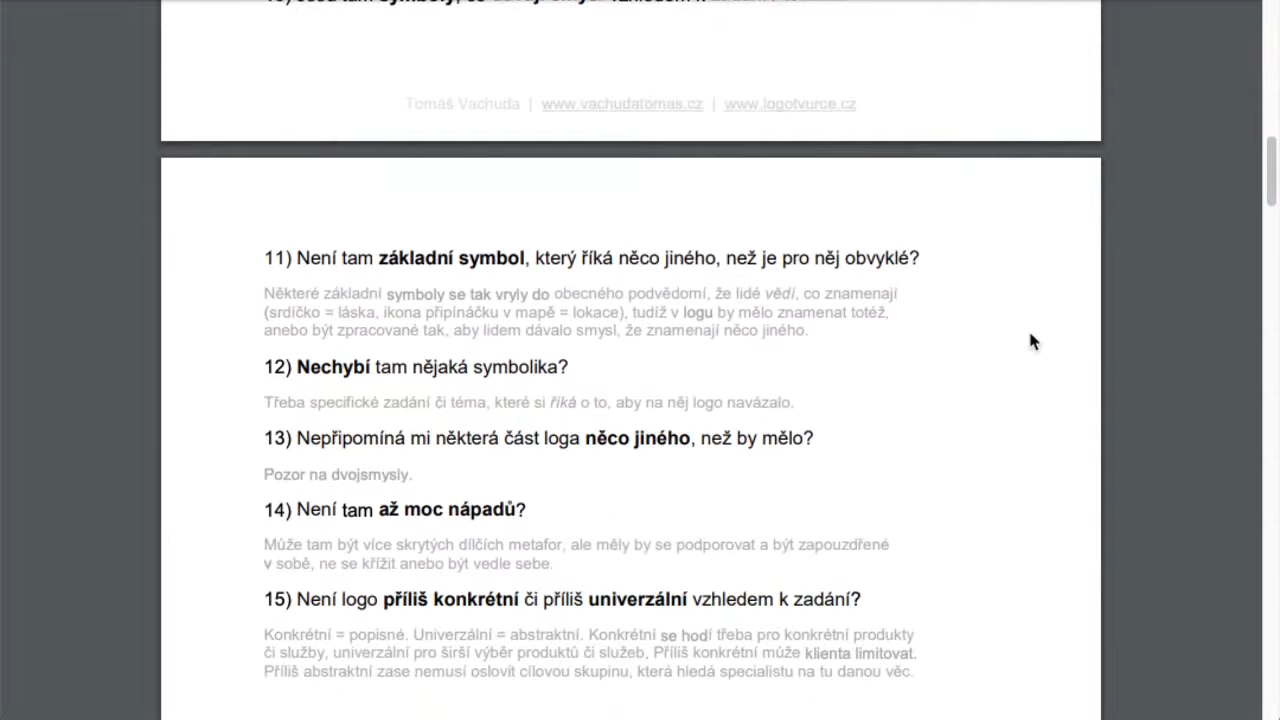 Tomáš Vachuda | www.vachudatomas.cz | www.logotvurce.cz
11) Není tam základní symbol, který říká něco jiného, než je pro něj obvyklé?
Některé základní symboly se tak vryly do obecného podvědomí, že lidé vědí, co znamenají
(srdíčko = láska, ikona připínáčku v mapě = lokace), tudíž v logu by mělo znamenat totéž,
anebo být zpracované tak, aby lidem dávalo smysl, že znamenají něco jiného.
12) Nechybí tam nějaká symbolika?
Třeba specifické zadání či téma, které si říká o to, aby na něj logo navázalo.
13) Nepřipomíná mi některá část loga něco jiného, než by mělo?
Pozor na dvojsmysly.
14) Není tam až moc nápadů?
Může tam být více skrytých dílčích metafor, ale měly by se podporovat a být zapouzdřené
v sobě, ne se křížit anebo být vedle sebe.
15) Není logo příliš konkrétní či příliš univerzální vzhledem k zadání?
Konkrétní = popisné. Univerzální = abstraktní. Konkrétní se hodí třeba pro konkrétní produkty
či služby, univerzální pro širší výběr produktů či služeb. Příliš konkrétní může klienta limitovat.
Příliš abstraktní zase nemusí oslovit cílovou skupinu, která hledá specialistu na tu danou věc.